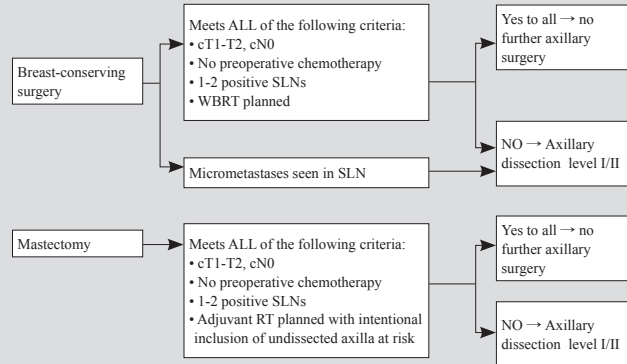 Breast-conserving
surgery
Meets ALL of the following criteria:
• cT1-T2, cN0
• No preoperative chemotherapy
• 1-2 positive SLNs
• WBRT planned
Yes to all → no
further axillary
surgery
Micrometastases seen in SLN
NO → Axillary
dissection level I/II
Mastectomy
Meets ALL of the following criteria:
• cT1-T2, cN0
• No preoperative chemotherapy
• 1-2 positive SLNs
• Adjuvant RT planned with intentional
inclusion of undissected axilla at risk
Yes to all → no
further axillary
surgery
NO → Axillary
dissection level I/II